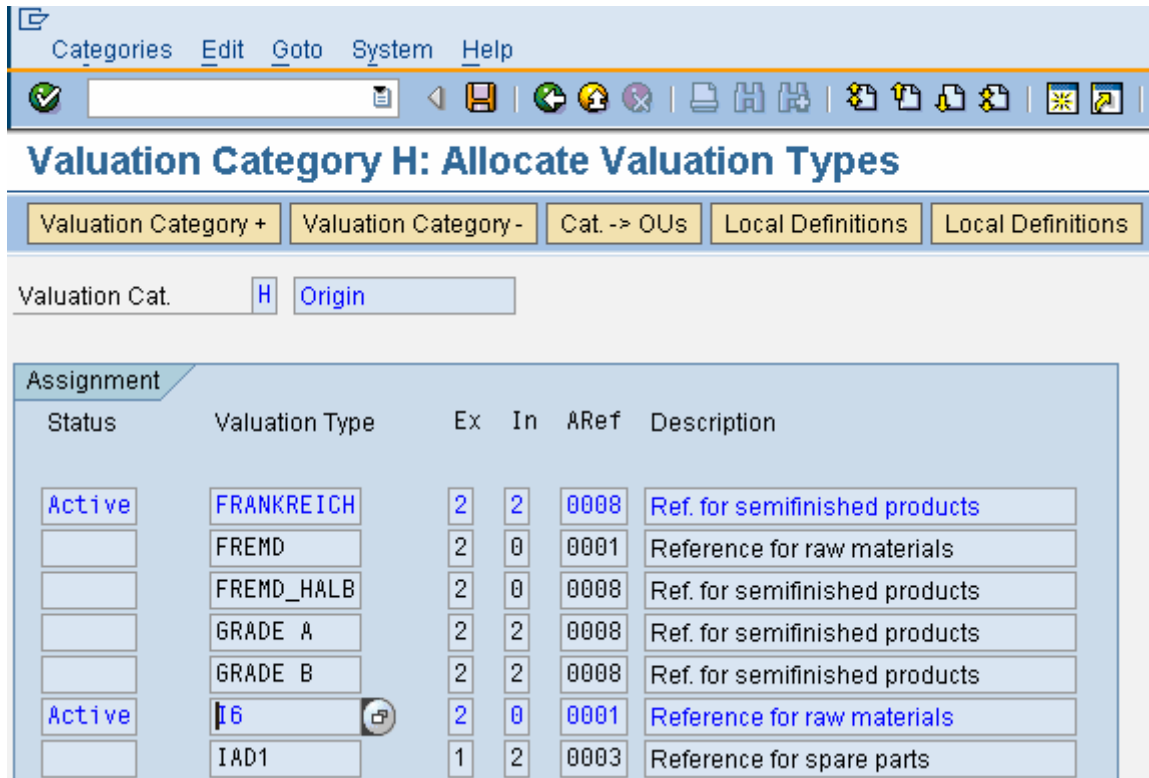 Categories Edit Goto System Help
Valuation Category H: Allocate Valuation Types
Valuation Category + Valuation Category - Cat. -> OUs Local Definitions Local Definitions
Valuation Cat. H Origin
Assignment
Status Valuation Type Ex In ARef Description
Active FRANKREICH 2 2 0008 Ref. for semifinished products
FREMD 2 0 0001 Reference for raw materials
FREMD_HALB 2 0 0008 Ref. for semifinished products
GRADE A 2 2 0008 Ref. for semifinished products
GRADE B 2 2 0008 Ref. for semifinished products
Active I6 2 0 0001 Reference for raw materials
IAD1 1 2 0003 Reference for spare parts